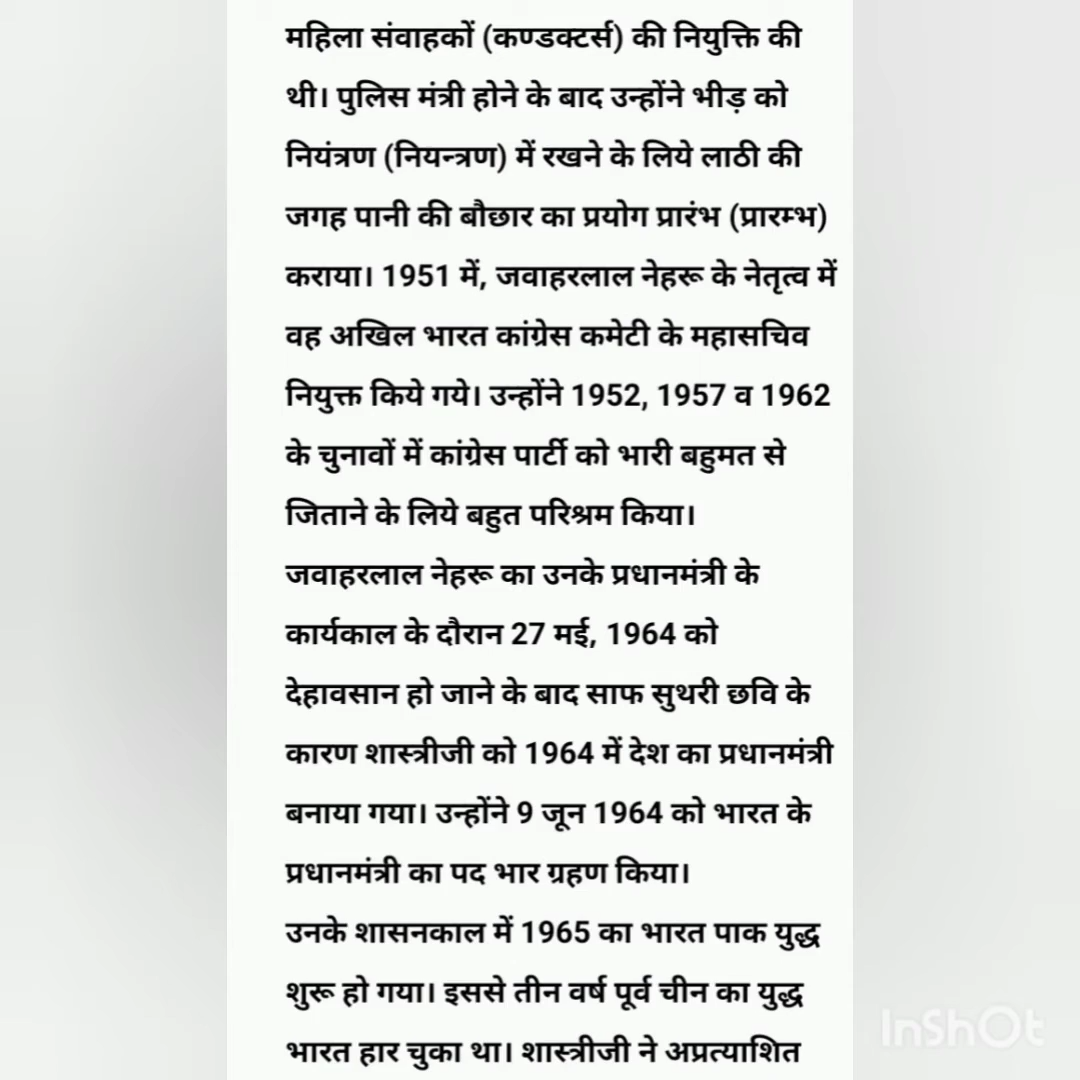 महिला संवाहकों (कण्डक्टर्स) की नियुक्ति की
थी। पुलिस मंत्री होने के बाद उन्होंने भीड़ को
नियंत्रण (नियन्त्रण) में रखने के लिये लाठी की
जगह पानी की बौछार का प्रयोग प्रारंभ (प्रारम्भ)
कराया। 1951 में, जवाहरलाल नेहरू के नेतृत्व में
वह अखिल भारत कांग्रेस कमेटी के महासचिव
नियुक्त किये गये। उन्होंने 1952, 1957 व 1962
के चुनावों में कांग्रेस पार्टी को भारी बहुमत से
जिताने के लिये बहुत परिश्रम किया।
जवाहरलाल नेहरू का उनके प्रधानमंत्री के
कार्यकाल के दौरान 27 मई, 1964 को
देहावसान हो जाने के बाद साफ सुथरी छवि के
कारण शास्त्रीजी को 1964 में देश का प्रधानमंत्री
बनाया गया। उन्होंने 9 जून 1964 को भारत के
प्रधानमंत्री का पद भार ग्रहण किया।
उनके शासनकाल में 1965 का भारत पाक युद्ध
शुरू हो गया। इससे तीन वर्ष पूर्व चीन का युद्ध
भारत हार चुका था। शास्त्रीजी ने अप्रत्याशित
InShOt